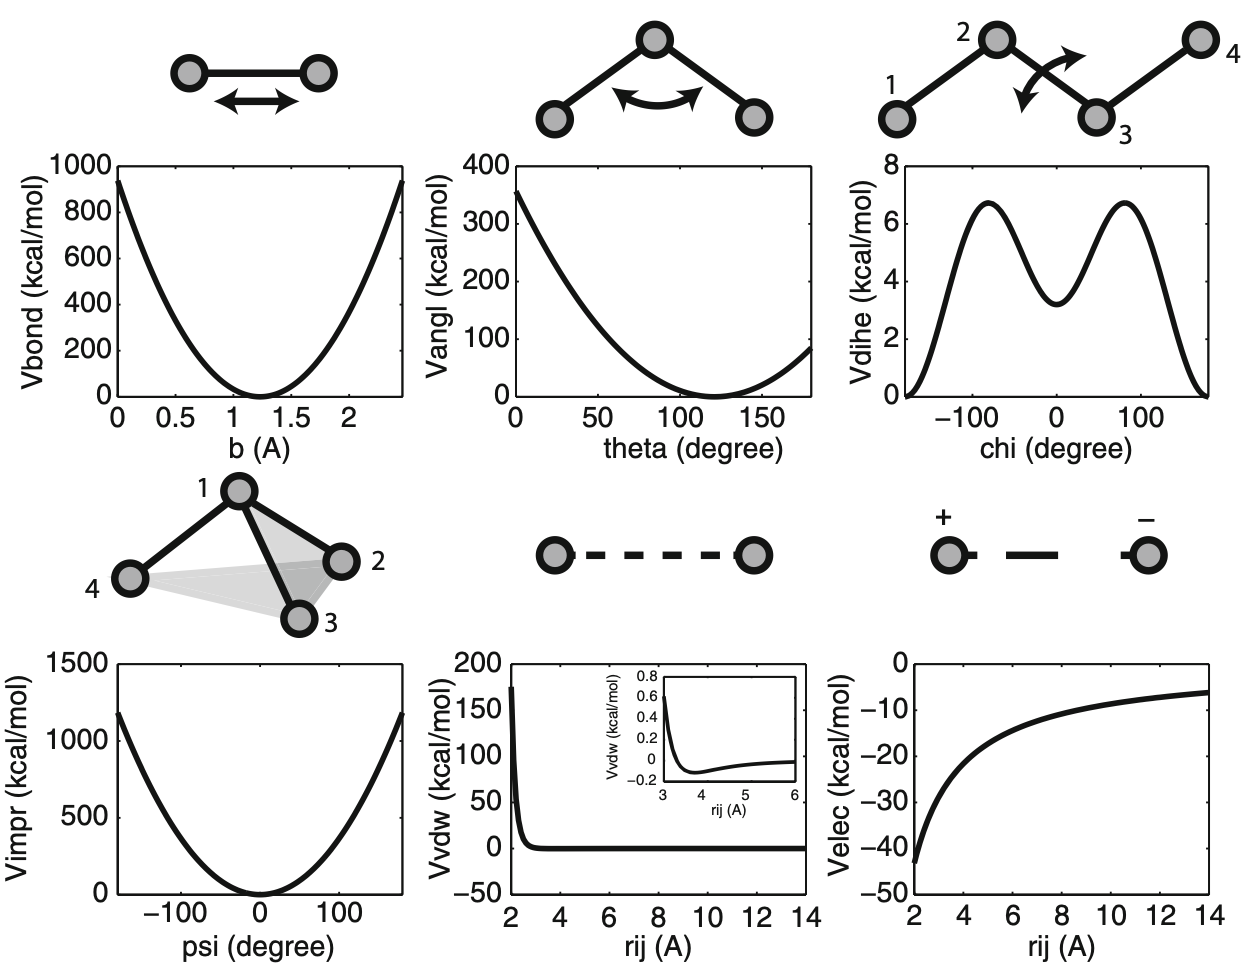 2
1
4
3
1000
800
600
400
200
0
Vbond (kcal/mol)
0 0.5 1 1.5 2
b (A)
400
300
200
100
0
Vangl (kcal/mol)
0 50 100 150
theta (degree)
8
6
4
2
0
Vdihe (kcal/mol)
−100 0 100
chi (degree)
1
2
4
3
+ −
1500
1000
500
0
Vimpr (kcal/mol)
−100 0 100
psi (degree)
200
150
100
50
0
−50
Vvdw (kcal/mol)
2 4 6 8 10 12 14
rij (A)
0.8
0.6
0.4
0.2
0
−0.2
Vvdw (kcal/mol)
3 4 5 6
rij (A)
0
−10
−20
−30
−40
−50
Velec (kcal/mol)
2 4 6 8 10 12 14
rij (A)